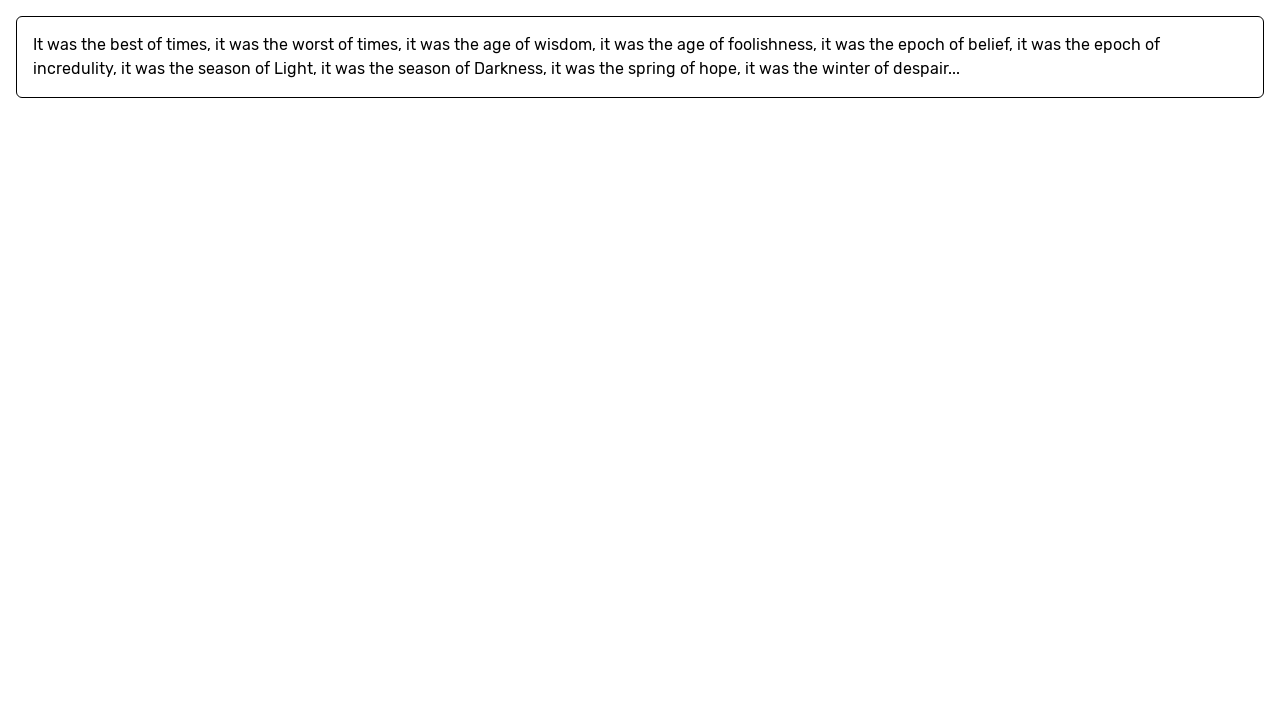 It was the best of times, it was the worst of times, it was the age of wisdom, it was the age of foolishness, it was the epoch of belief, it was the epoch of
incredulity, it was the season of Light, it was the season of Darkness, it was the spring of hope, it was the winter of despair...